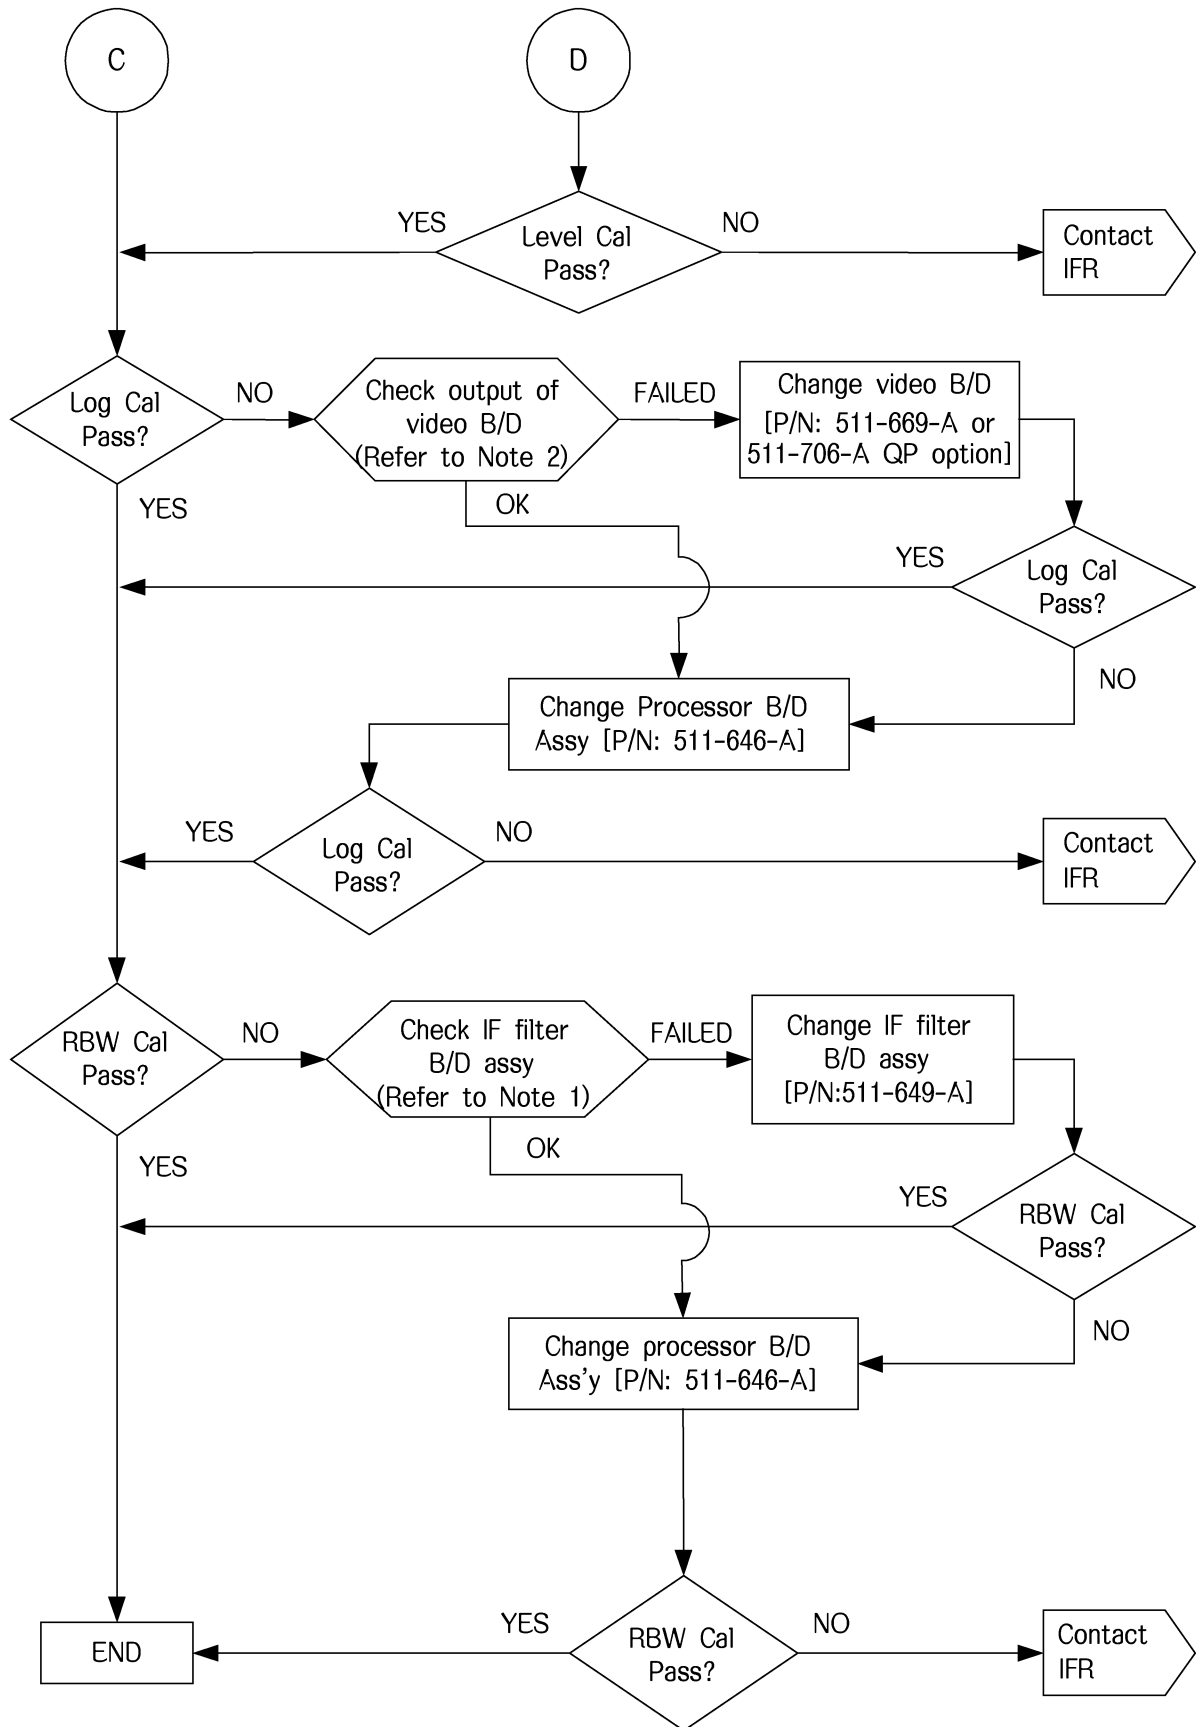 C
D
YES
Level Cal
Pass?
NO
Contact
IFR
Log Cal
Pass?
NO
Check output of
video B/D
(Refer to Note 2)
FAILED
Change video B/D
[P/N: 511-669-A or
511-706-A QP option]
YES
OK
YES
Log Cal
Pass?
NO
Change Processor B/D
Assy [P/N: 511-646-A]
YES
Log Cal
Pass?
NO
Contact
IFR
RBW Cal
Pass?
NO
Check IF filter
B/D assy
(Refer to Note 1)
FAILED
Change IF filter
B/D assy
[P/N:511-649-A]
YES
OK
YES
RBW Cal
Pass?
NO
Change processor B/D
Ass'y [P/N: 511-646-A]
END
YES
RBW Cal
Pass?
NO
Contact
IFR